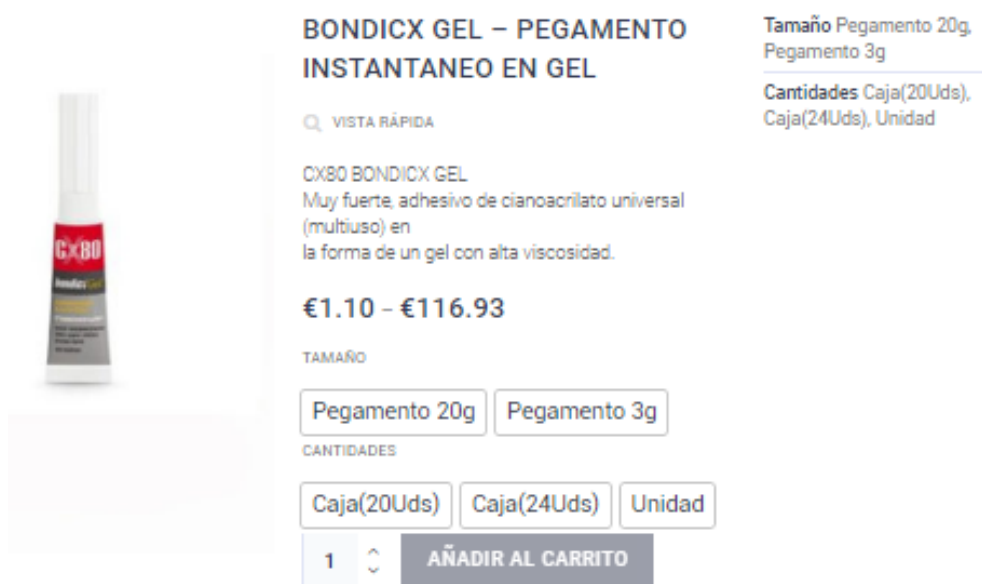 BONDICX GEL – PEGAMENTO
INSTANTANEO EN GEL
VISTA RÁPIDA
CX80 BONDICX GEL
Muy fuerte, adhesivo de cianoacrilato universal
(multiuso) en
la forma de un gel con alta viscosidad.
€1.10 – €116.93
TAMAÑO
Pegamento 20g Pegamento 3g
CANTIDADES
Caja(20Uds) Caja(24Uds) Unidad
1 AÑADIR AL CARRITO
Tamaño Pegamento 20g,
Pegamento 3g
Cantidades Caja(20Uds),
Caja(24Uds), Unidad
CX80
BondicxGel